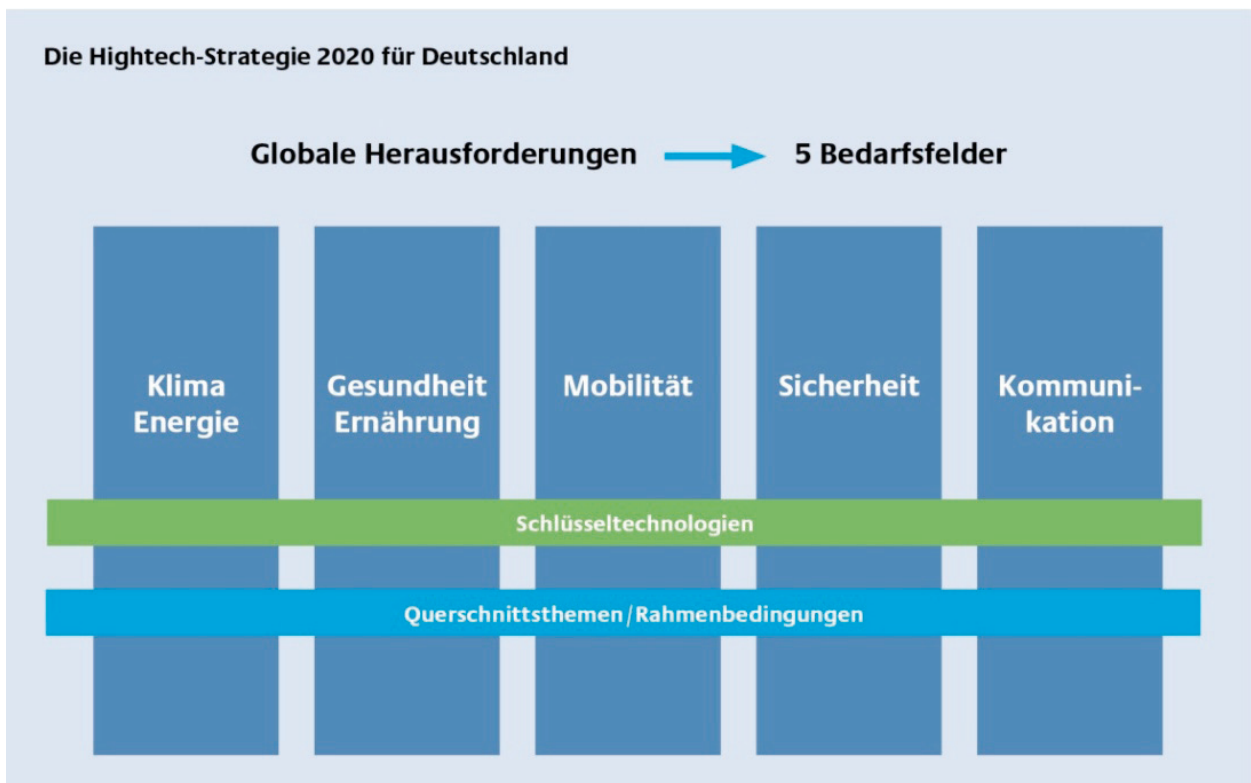 Die Hightech-Strategie 2020 für Deutschland
Globale Herausforderungen 5 Bedarfsfelder
Klima
Energie
Gesundheit
Ernährung
Mobilität
Sicherheit
Kommuni-
kation
Schlüsseltechnologien
Querschnittsthemen/Rahmenbedingungen